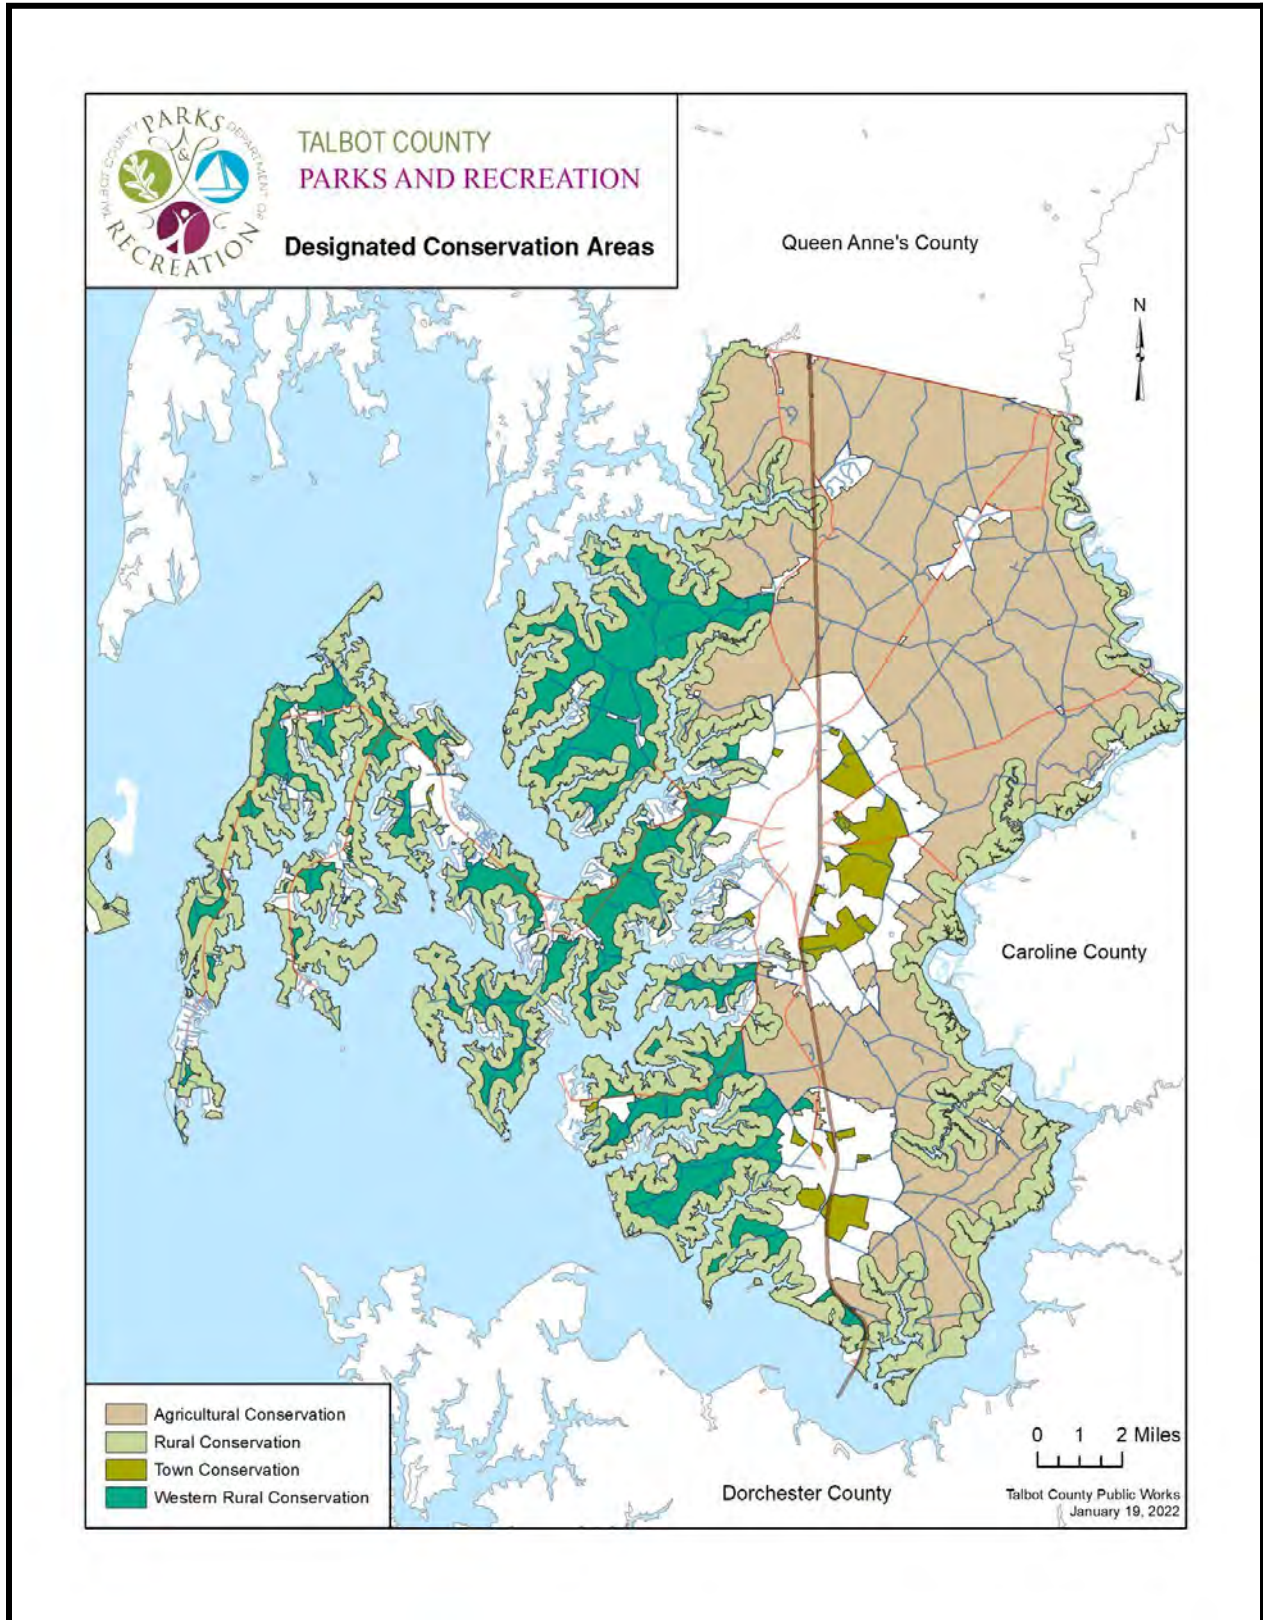 TALBOT COUNTY DEPARTMENT OF
PARKS
&
RECREATION
TALBOT COUNTY
PARKS AND RECREATION
Designated Conservation Areas
Queen Anne's County
N
Caroline County
Agricultural Conservation
Rural Conservation
Town Conservation
Western Rural Conservation
0 1 2 Miles
Dorchester County
Talbot County Public Works
January 19, 2022